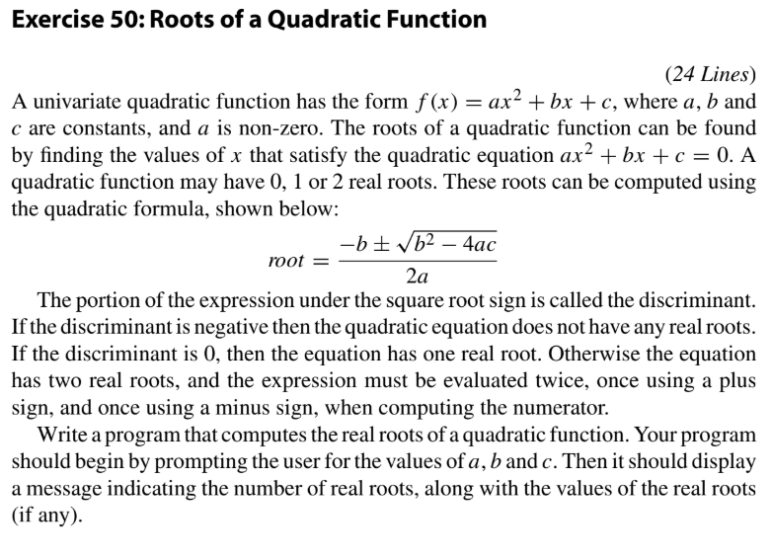 Exercise 50: Roots of a Quadratic Function
(24 Lines)
A univariate quadratic function has the form f(x) = ax² + bx + c, where a, b and
c are constants, and a is non-zero. The roots of a quadratic function can be found
by finding the values of x that satisfy the quadratic equation ax² + bx + c = 0. A
quadratic function may have 0, 1 or 2 real roots. These roots can be computed using
the quadratic formula, shown below:
root = (−b ± √(b² − 4ac)) / 2a
The portion of the expression under the square root sign is called the discriminant.
If the discriminant is negative then the quadratic equation does not have any real roots.
If the discriminant is 0, then the equation has one real root. Otherwise the equation
has two real roots, and the expression must be evaluated twice, once using a plus
sign, and once using a minus sign, when computing the numerator.
Write a program that computes the real roots of a quadratic function. Your program
should begin by prompting the user for the values of a, b and c. Then it should display
a message indicating the number of real roots, along with the values of the real roots
(if any).